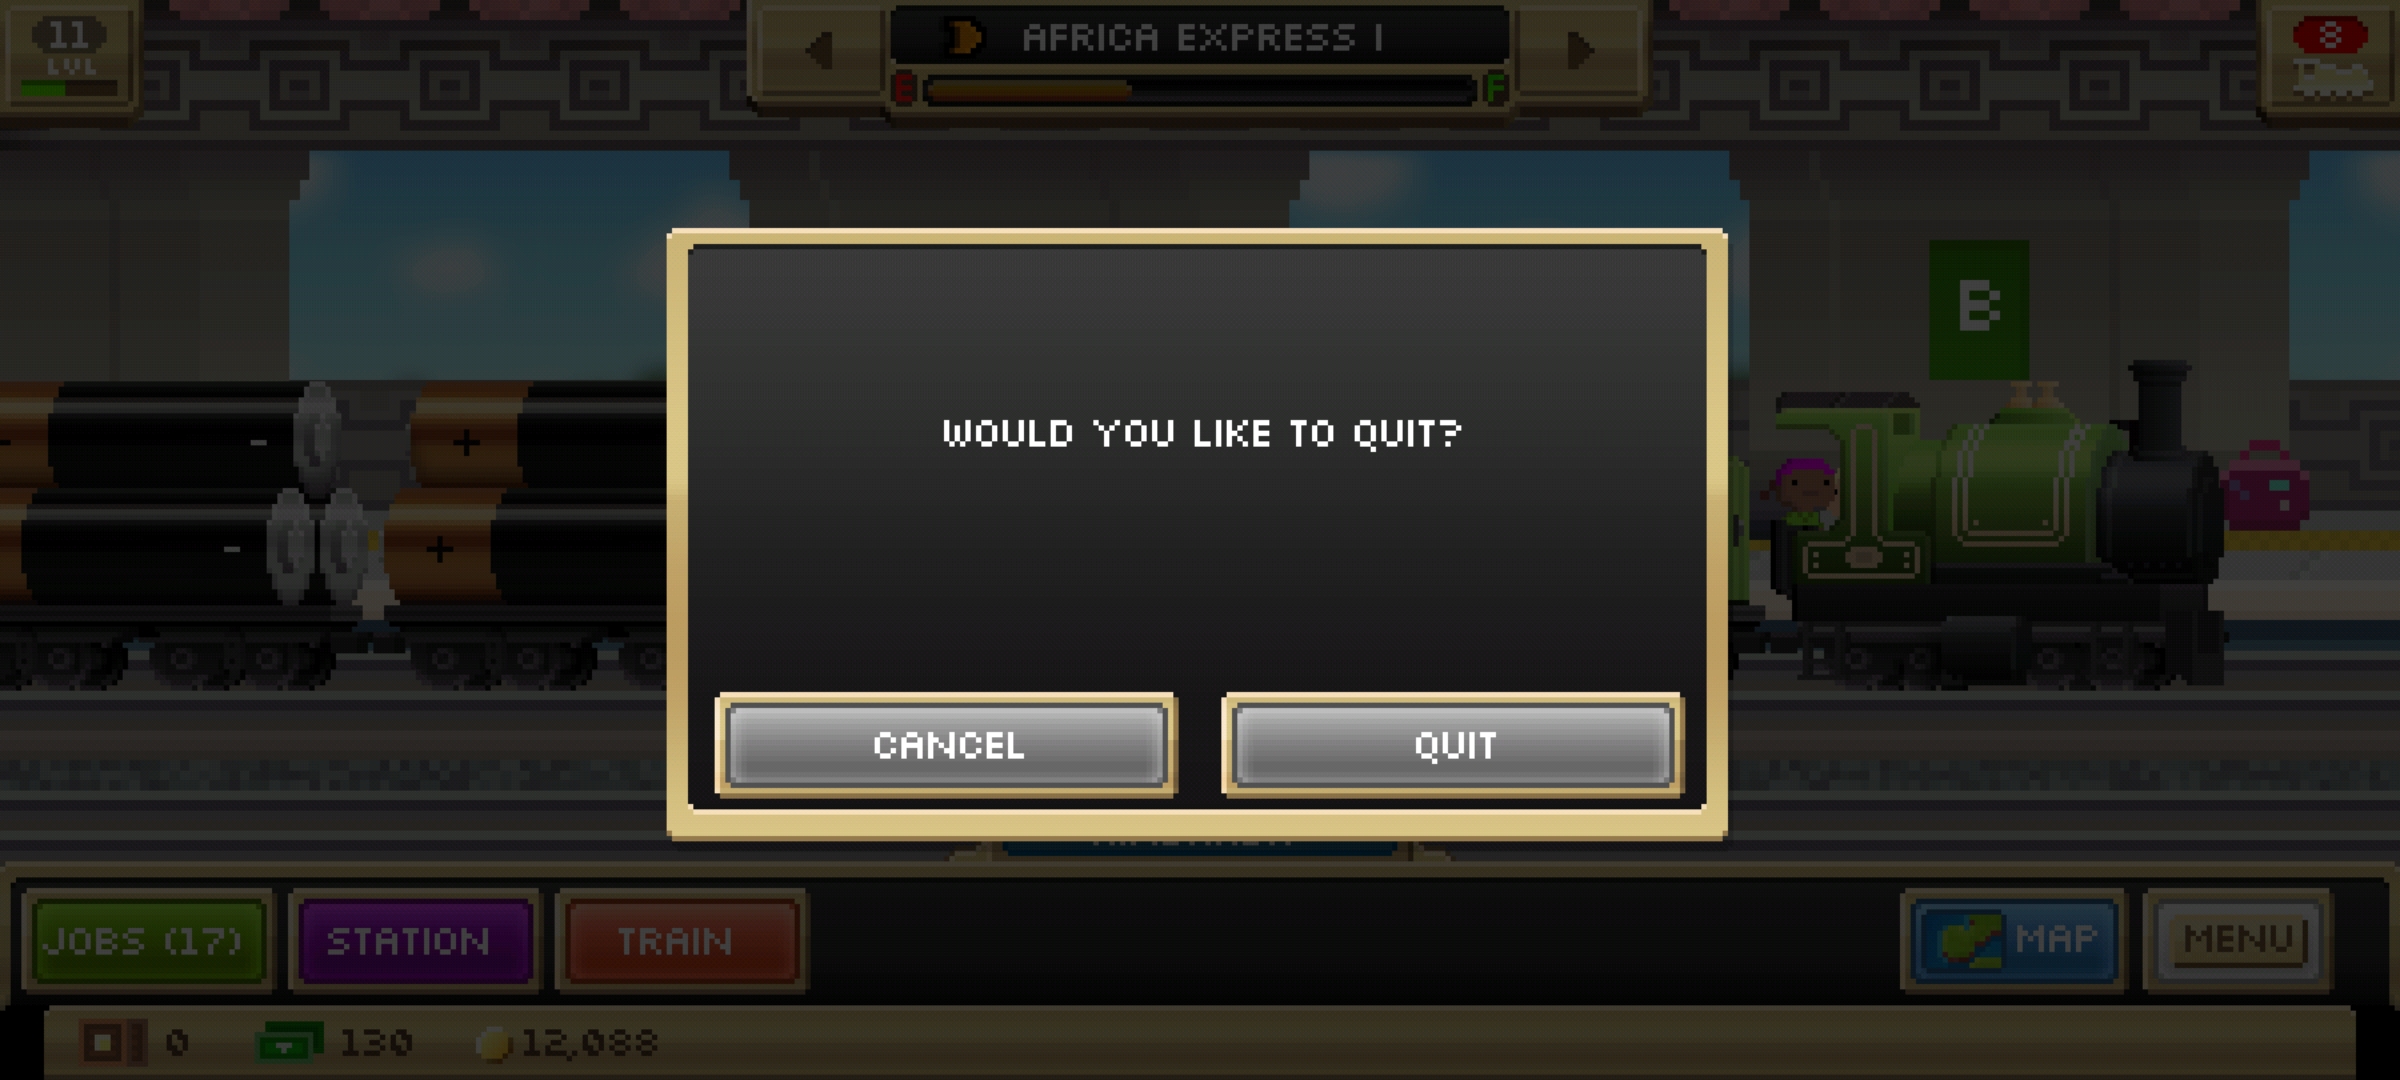 11
LVL
AFRICA EXPRESS I
E
F
8
B
-
+
-
+
WOULD YOU LIKE TO QUIT?
CANCEL
QUIT
JOBS (17)
STATION
TRAIN
MAP
MENU
0
130
12,088